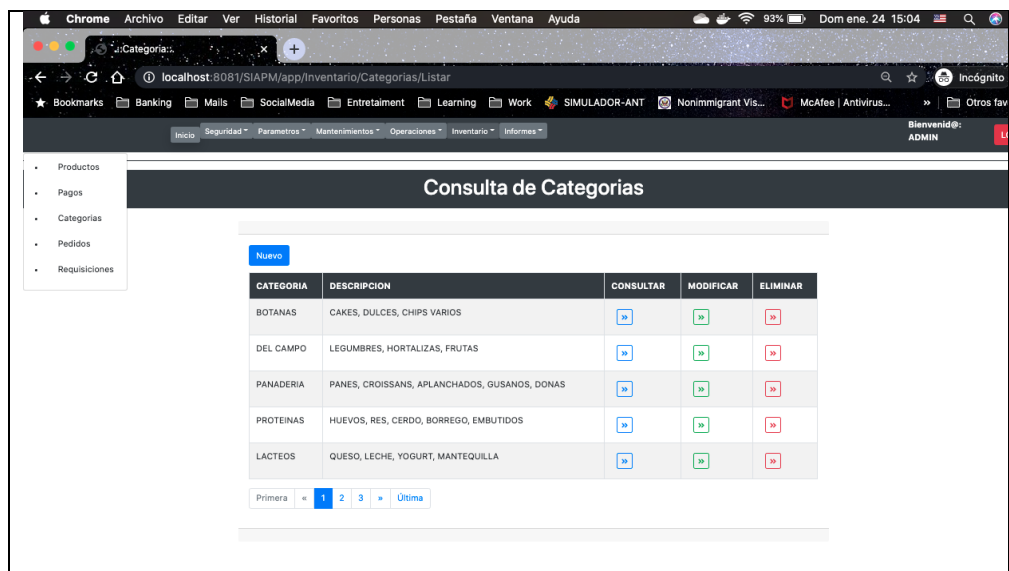 Chrome Archivo Editar Ver Historial Favoritos Personas Pestaña Ventana Ayuda 93% Dom ene. 24 15:04
.::Categoria::. × +
localhost:8081/SIAPM/app/Inventario/Categorias/Listar Incógnito
Bookmarks Banking Mails SocialMedia Entretaiment Learning Work SIMULADOR-ANT Nonimmigrant Vis... McAfee | Antivirus... » Otros fav
Inicio Seguridad Parametros Mantenimientos Operaciones Inventario Informes Bienvenid@: ADMIN
Productos
Pagos
Categorias
Pedidos
Requisiciones
Consulta de Categorias
Nuevo
CATEGORIA DESCRIPCION CONSULTAR MODIFICAR ELIMINAR
BOTANAS CAKES, DULCES, CHIPS VARIOS » » »
DEL CAMPO LEGUMBRES, HORTALIZAS, FRUTAS » » »
PANADERIA PANES, CROISSANS, APLANCHADOS, GUSANOS, DONAS » » »
PROTEINAS HUEVOS, RES, CERDO, BORREGO, EMBUTIDOS » » »
LACTEOS QUESO, LECHE, YOGURT, MANTEQUILLA » » »
Primera « 1 2 3 » Última